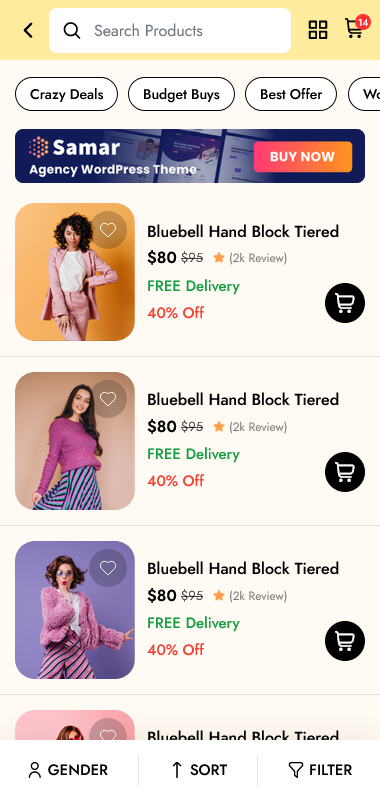 Search Products
14
Crazy Deals
Budget Buys
Best Offer
Samar
Agency WordPress Theme
BUY NOW
Bluebell Hand Block Tiered
$80 $95 (2k Review)
FREE Delivery
40% Off
Bluebell Hand Block Tiered
$80 $95 (2k Review)
FREE Delivery
40% Off
Bluebell Hand Block Tiered
$80 $95 (2k Review)
FREE Delivery
40% Off
Bluebell Hand Block Tiered
GENDER
SORT
FILTER